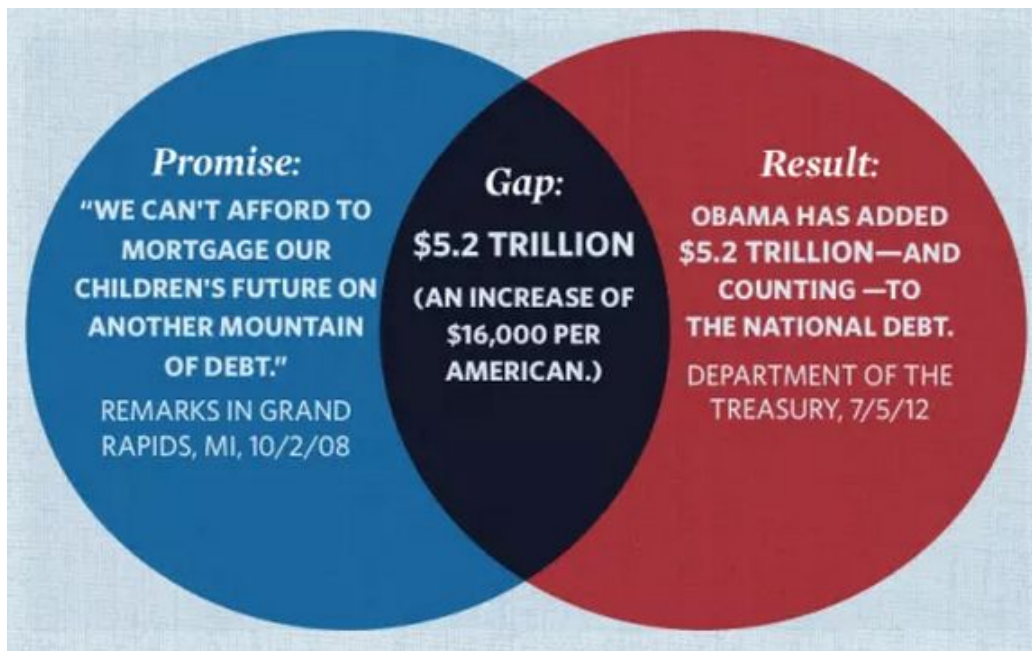 Promise:
“WE CAN'T AFFORD TO
MORTGAGE OUR
CHILDREN'S FUTURE ON
ANOTHER MOUNTAIN
OF DEBT.”
REMARKS IN GRAND
RAPIDS, MI, 10/2/08
Gap:
$5.2 TRILLION
(AN INCREASE OF
$16,000 PER
AMERICAN.)
Result:
OBAMA HAS ADDED
$5.2 TRILLION—AND
COUNTING —TO
THE NATIONAL DEBT.
DEPARTMENT OF THE
TREASURY, 7/5/12